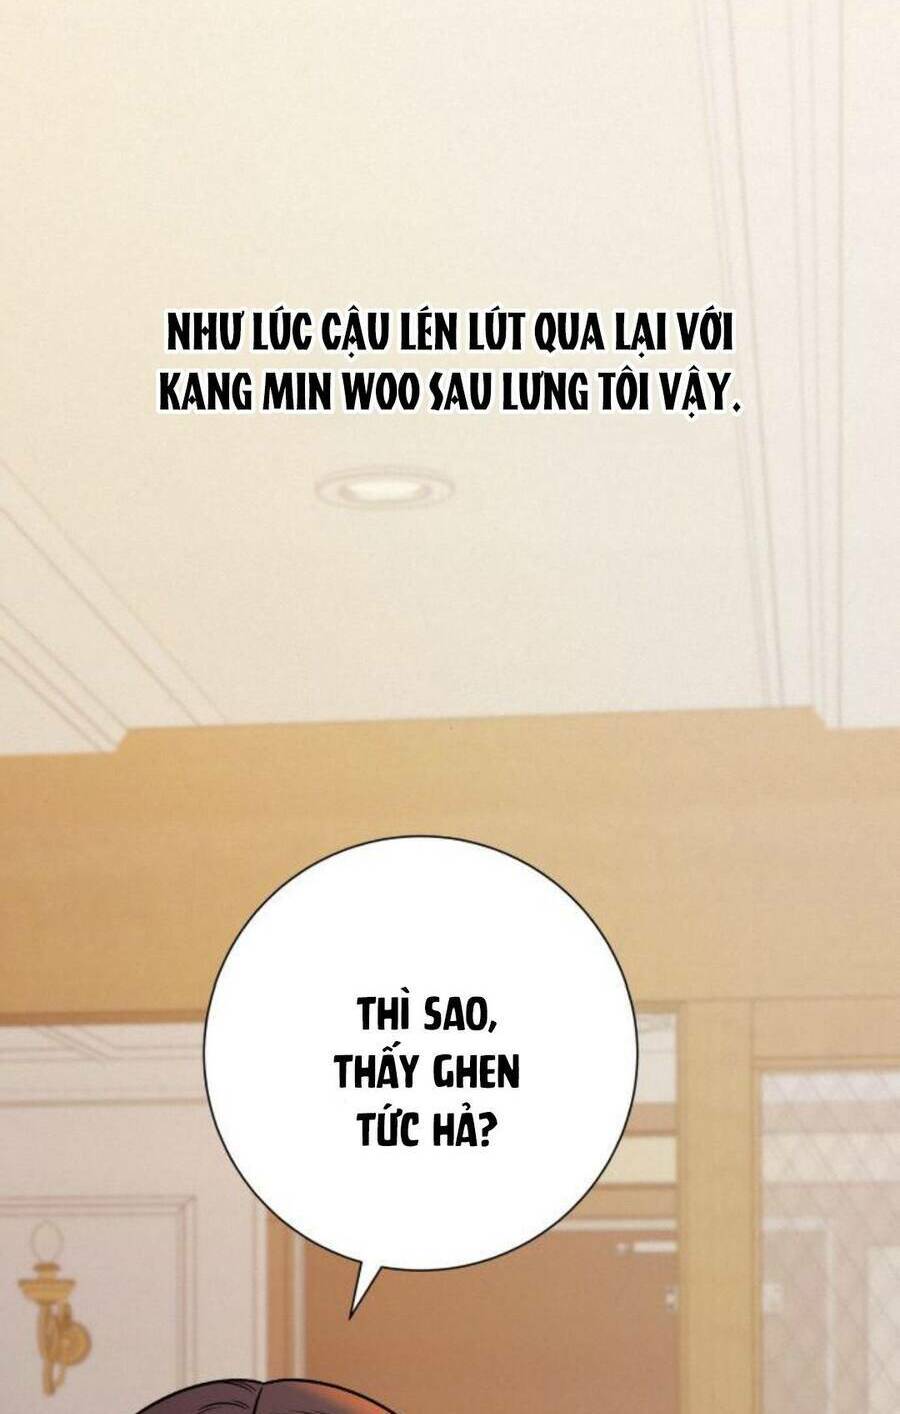 NHƯ LÚC CẬU LÉN LÚT QUA LẠI VỚI
KANG MIN WOO SAU LƯNG TÔI VẬY.
THÌ SAO,
THẤY GHEN
TỨC HẢ?